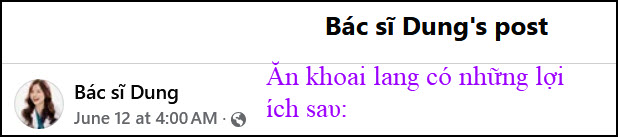 Bác sĩ Dung's post
Bác sĩ Dung
June 12 at 4:00 AM ·
Ăn khoai lang có những lợi
ích sau: